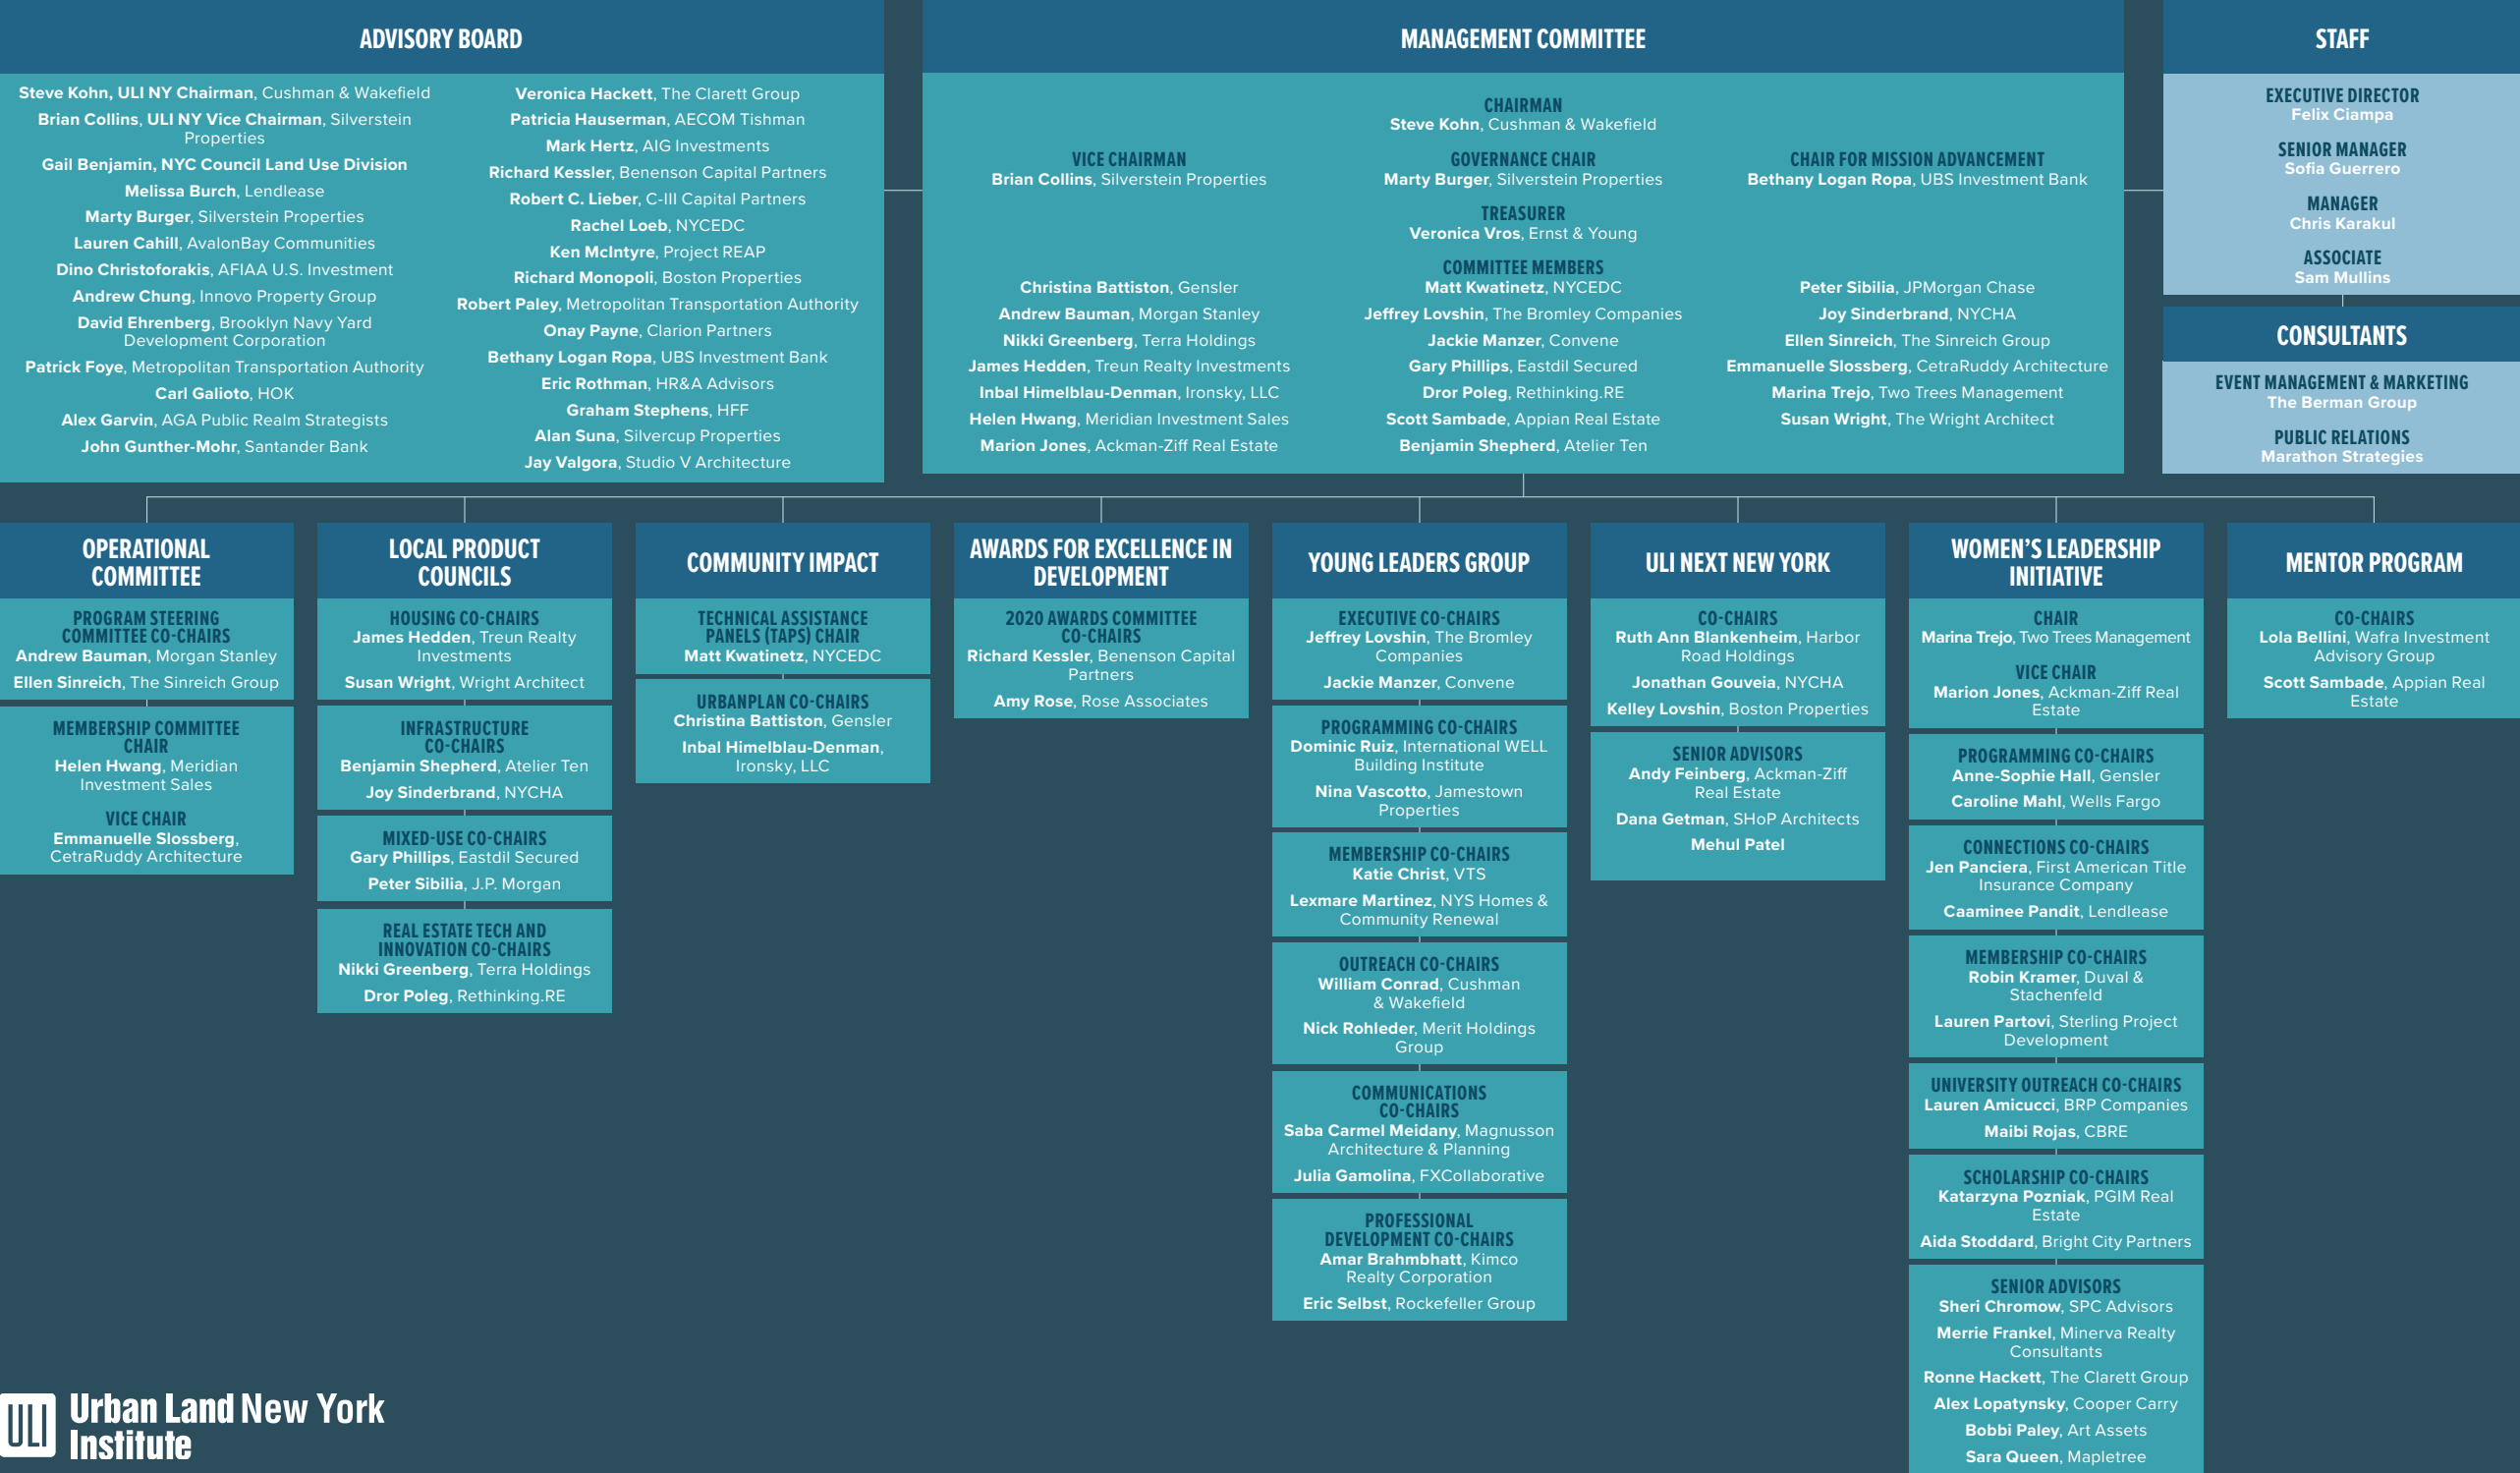 ADVISORY BOARD
Steve Kohn, ULI NY Chairman, Cushman & Wakefield
Brian Collins, ULI NY Vice Chairman, Silverstein
Properties
Gail Benjamin, NYC Council Land Use Division
Melissa Burch, Lendlease
Marty Burger, Silverstein Properties
Lauren Cahill, AvalonBay Communities
Dino Christoforakis, AFIAA U.S. Investment
Andrew Chung, Innovo Property Group
David Ehrenberg, Brooklyn Navy Yard
Development Corporation
Patrick Foye, Metropolitan Transportation Authority
Carl Galioto, HOK
Alex Garvin, AGA Public Realm Strategists
John Gunther-Mohr, Santander Bank
Veronica Hackett, The Clarett Group
Patricia Hauserman, AECOM Tishman
Mark Hertz, AIG Investments
Richard Kessler, Benenson Capital Partners
Robert C. Lieber, C-III Capital Partners
Rachel Loeb, NYCEDC
Ken McIntyre, Project REAP
Richard Monopoli, Boston Properties
Robert Paley, Metropolitan Transportation Authority
Onay Payne, Clarion Partners
Bethany Logan Ropa, UBS Investment Bank
Eric Rothman, HR&A Advisors
Graham Stephens, HFF
Alan Suna, Silvercup Properties
Jay Valgora, Studio V Architecture
MANAGEMENT COMMITTEE
CHAIRMAN
Steve Kohn, Cushman & Wakefield
VICE CHAIRMAN
Brian Collins, Silverstein Properties
GOVERNANCE CHAIR
Marty Burger, Silverstein Properties
CHAIR FOR MISSION ADVANCEMENT
Bethany Logan Ropa, UBS Investment Bank
TREASURER
Veronica Vros, Ernst & Young
COMMITTEE MEMBERS
Christina Battiston, Gensler
Andrew Bauman, Morgan Stanley
Nikki Greenberg, Terra Holdings
James Hedden, Treun Realty Investments
Inbal Himelblau-Denman, Ironsky, LLC
Helen Hwang, Meridian Investment Sales
Marion Jones, Ackman-Ziff Real Estate
Matt Kwatinetz, NYCEDC
Jeffrey Lovshin, The Bromley Companies
Jackie Manzer, Convene
Gary Phillips, Eastdil Secured
Dror Poleg, Rethinking.RE
Scott Sambade, Appian Real Estate
Benjamin Shepherd, Atelier Ten
Peter Sibilia, JPMorgan Chase
Joy Sinderbrand, NYCHA
Ellen Sinreich, The Sinreich Group
Emmanuelle Slossberg, CetraRuddy Architecture
Marina Trejo, Two Trees Management
Susan Wright, The Wright Architect
STAFF
EXECUTIVE DIRECTOR
Felix Ciampa
SENIOR MANAGER
Sofia Guerrero
MANAGER
Chris Karakul
ASSOCIATE
Sam Mullins
CONSULTANTS
EVENT MANAGEMENT & MARKETING
The Berman Group
PUBLIC RELATIONS
Marathon Strategies
OPERATIONAL
COMMITTEE
PROGRAM STEERING
COMMITTEE CO-CHAIRS
Andrew Bauman, Morgan Stanley
Ellen Sinreich, The Sinreich Group
MEMBERSHIP COMMITTEE
CHAIR
Helen Hwang, Meridian
Investment Sales
VICE CHAIR
Emmanuelle Slossberg,
CetraRuddy Architecture
LOCAL PRODUCT
COUNCILS
HOUSING CO-CHAIRS
James Hedden, Treun Realty
Investments
Susan Wright, Wright Architect
INFRASTRUCTURE
CO-CHAIRS
Benjamin Shepherd, Atelier Ten
Joy Sinderbrand, NYCHA
MIXED-USE CO-CHAIRS
Gary Phillips, Eastdil Secured
Peter Sibilia, J.P. Morgan
REAL ESTATE TECH AND
INNOVATION CO-CHAIRS
Nikki Greenberg, Terra Holdings
Dror Poleg, Rethinking.RE
COMMUNITY IMPACT
TECHNICAL ASSISTANCE
PANELS (TAPS) CHAIR
Matt Kwatinetz, NYCEDC
URBANPLAN CO-CHAIRS
Christina Battiston, Gensler
Inbal Himelblau-Denman,
Ironsky, LLC
AWARDS FOR EXCELLENCE IN
DEVELOPMENT
2020 AWARDS COMMITTEE
CO-CHAIRS
Richard Kessler, Benenson Capital
Partners
Amy Rose, Rose Associates
YOUNG LEADERS GROUP
EXECUTIVE CO-CHAIRS
Jeffrey Lovshin, The Bromley
Companies
Jackie Manzer, Convene
PROGRAMMING CO-CHAIRS
Dominic Ruiz, International WELL
Building Institute
Nina Vascotto, Jamestown
Properties
MEMBERSHIP CO-CHAIRS
Katie Christ, VTS
Lexmare Martinez, NYS Homes &
Community Renewal
OUTREACH CO-CHAIRS
William Conrad, Cushman
& Wakefield
Nick Rohleder, Merit Holdings
Group
COMMUNICATIONS
CO-CHAIRS
Saba Carmel Meidany, Magnusson
Architecture & Planning
Julia Gamolina, FXCollaborative
PROFESSIONAL
DEVELOPMENT CO-CHAIRS
Amar Brahmbhatt, Kimco
Realty Corporation
Eric Selbst, Rockefeller Group
ULI NEXT NEW YORK
CO-CHAIRS
Ruth Ann Blankenheim, Harbor
Road Holdings
Jonathan Gouveia, NYCHA
Kelley Lovshin, Boston Properties
SENIOR ADVISORS
Andy Feinberg, Ackman-Ziff
Real Estate
Dana Getman, SHoP Architects
Mehul Patel
WOMEN'S LEADERSHIP
INITIATIVE
CHAIR
Marina Trejo, Two Trees Management
VICE CHAIR
Marion Jones, Ackman-Ziff Real
Estate
PROGRAMMING CO-CHAIRS
Anne-Sophie Hall, Gensler
Caroline Mahl, Wells Fargo
CONNECTIONS CO-CHAIRS
Jen Panciera, First American Title
Insurance Company
Caaminee Pandit, Lendlease
MEMBERSHIP CO-CHAIRS
Robin Kramer, Duval &
Stachenfeld
Lauren Partovi, Sterling Project
Development
UNIVERSITY OUTREACH CO-CHAIRS
Lauren Amicucci, BRP Companies
Maibi Rojas, CBRE
SCHOLARSHIP CO-CHAIRS
Katarzyna Pozniak, PGIM Real
Estate
Aida Stoddard, Bright City Partners
SENIOR ADVISORS
Sheri Chromow, SPC Advisors
Merrie Frankel, Minerva Realty
Consultants
Ronne Hackett, The Clarett Group
Alex Lopatynsky, Cooper Carry
Bobbi Paley, Art Assets
Sara Queen, Mapletree
MENTOR PROGRAM
CO-CHAIRS
Lola Bellini, Wafra Investment
Advisory Group
Scott Sambade, Appian Real
Estate
ULI
Urban Land New York
Institute